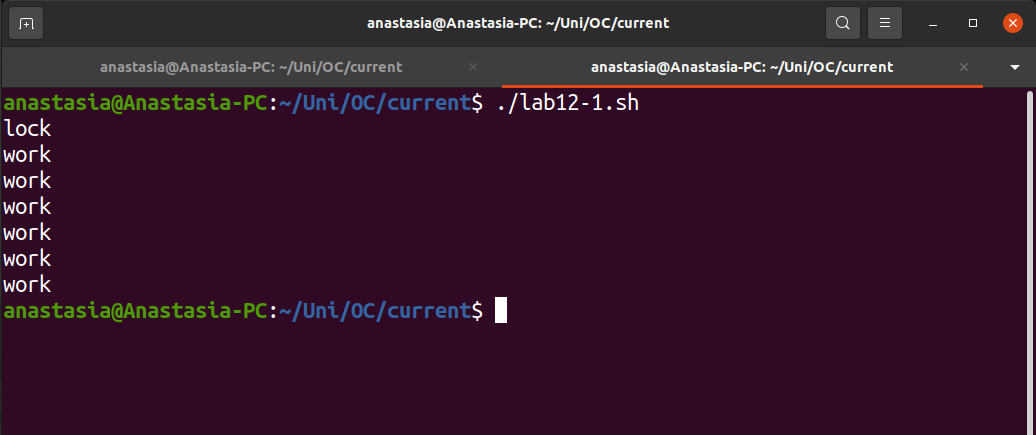 anastasia@Anastasia-PC: ~/Uni/OC/current
anastasia@Anastasia-PC: ~/Uni/OC/current
anastasia@Anastasia-PC: ~/Uni/OC/current
anastasia@Anastasia-PC:~/Uni/OC/current$ ./lab12-1.sh
lock
work
work
work
work
work
work
anastasia@Anastasia-PC:~/Uni/OC/current$